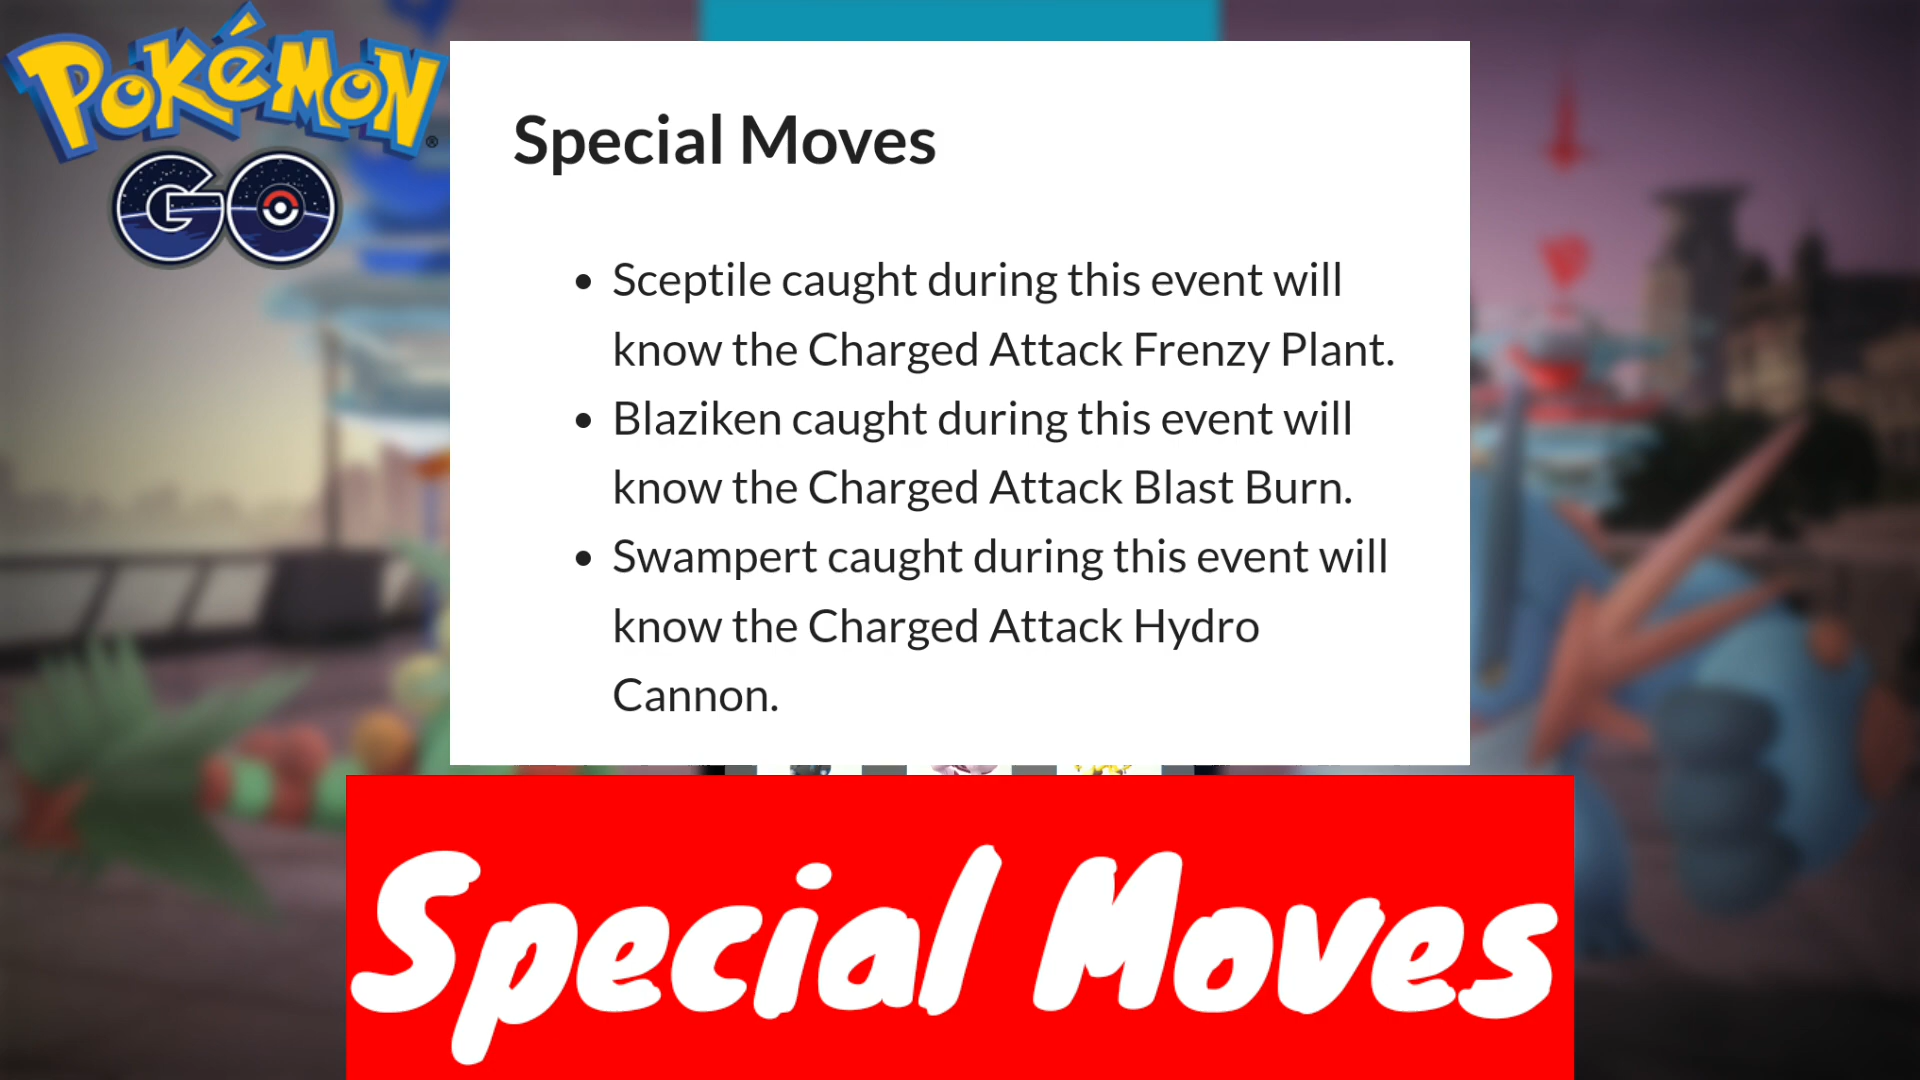 POKéMON
GO
Special Moves
• Sceptile caught during this event will
know the Charged Attack Frenzy Plant.
• Blaziken caught during this event will
know the Charged Attack Blast Burn.
• Swampert caught during this event will
know the Charged Attack Hydro
Cannon.
Special Moves